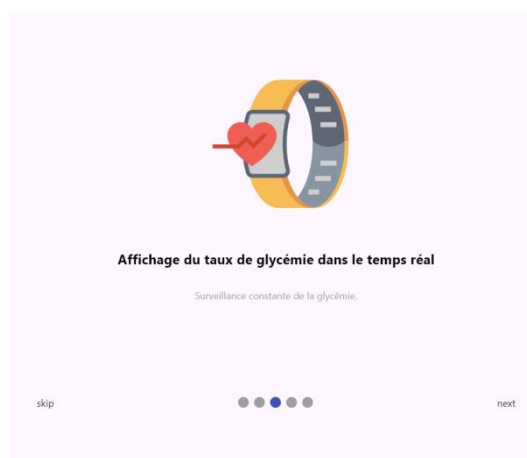 Affichage du taux de glycémie dans le temps réal
Surveillance constante de la glycémie.
skip
next